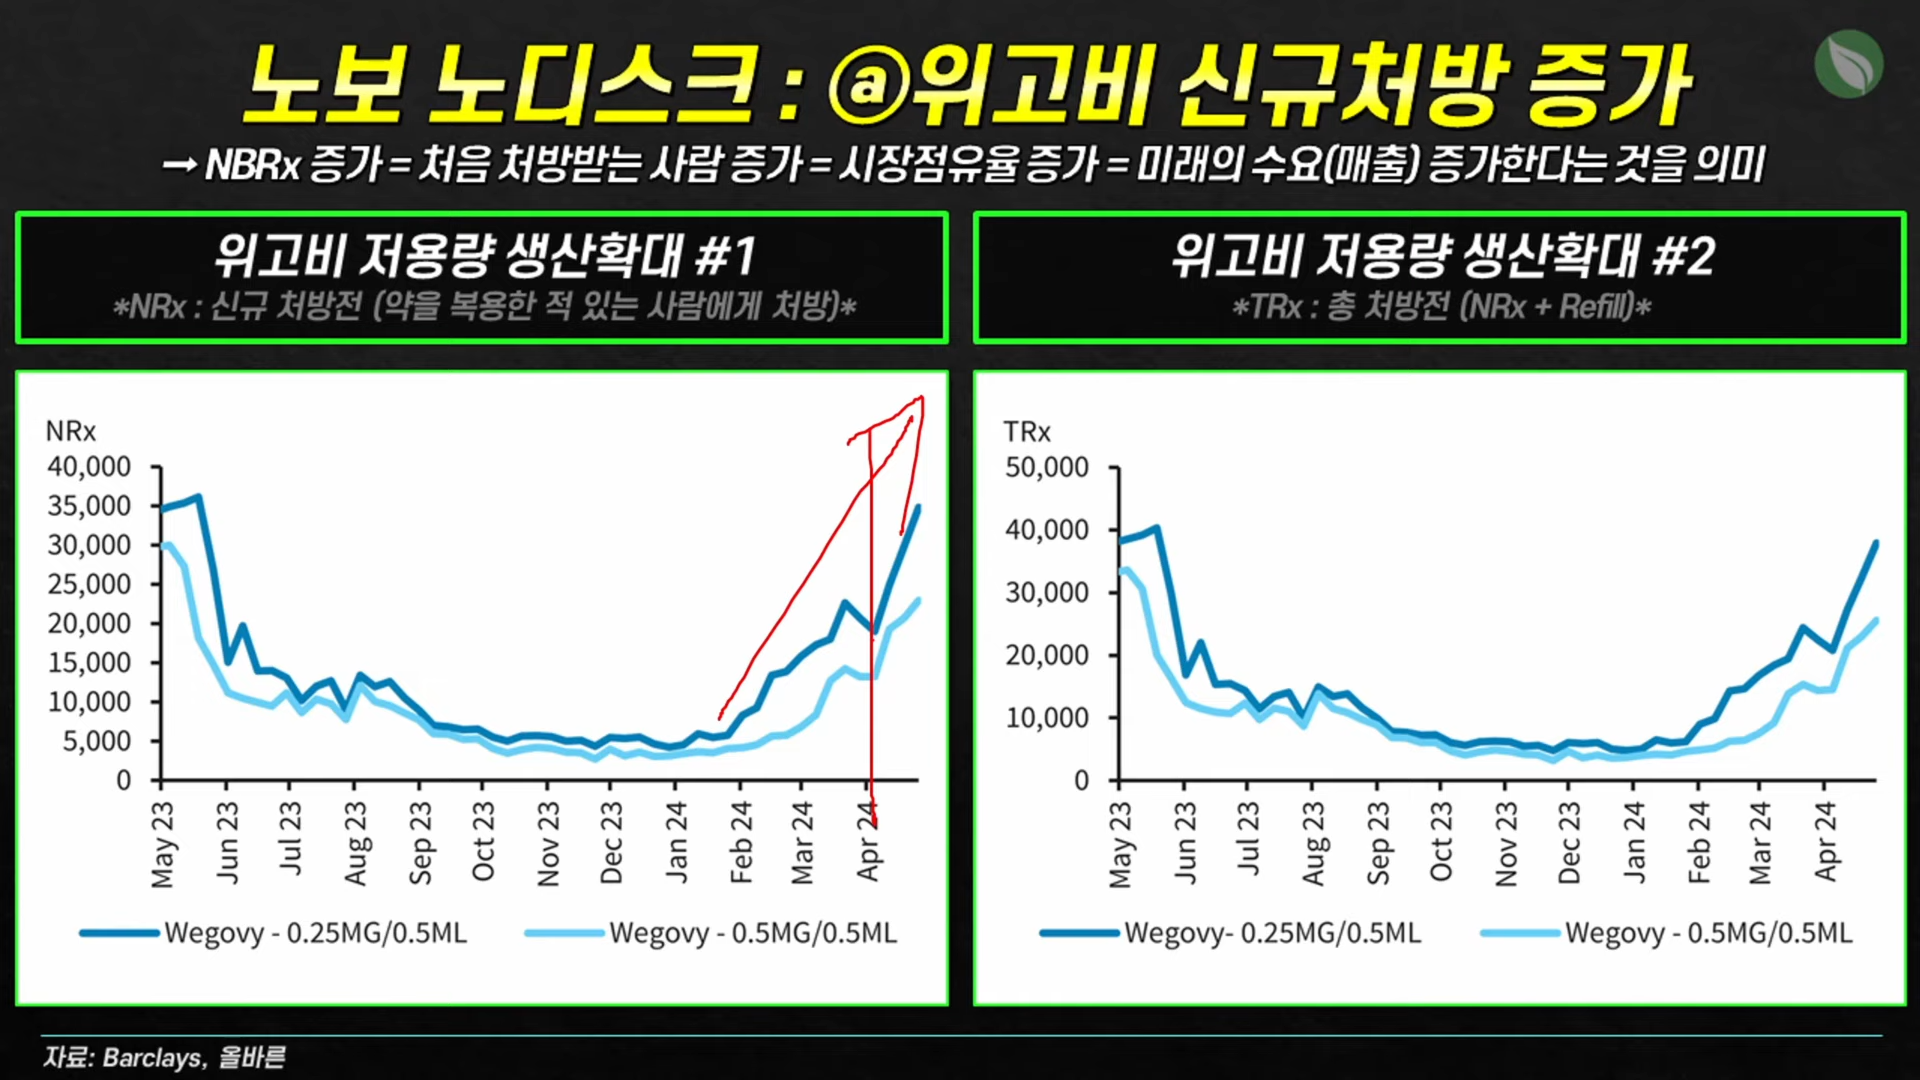 노보 노디스크 : @위고비 신규처방 증가
→ NBRx 증가 = 처음 처방받는 사람 증가 = 시장점유율 증가 = 미래의 수요(매출) 증가한다는 것을 의미
위고비 저용량 생산확대 #1
*NRx : 신규 처방전 (약을 복용한 적 있는 사람에게 처방)*
위고비 저용량 생산확대 #2
*TRx : 총 처방전 (NRx + Refill)*
NRx
40,000
35,000
30,000
25,000
20,000
15,000
10,000
5,000
0
May 23
Jun 23
Jul 23
Aug 23
Sep 23
Oct 23
Nov 23
Dec 23
Jan 24
Feb 24
Mar 24
Apr 24
Wegovy - 0.25MG/0.5ML
Wegovy - 0.5MG/0.5ML
TRx
50,000
40,000
30,000
20,000
10,000
0
May 23
Jun 23
Jul 23
Aug 23
Sep 23
Oct 23
Nov 23
Dec 23
Jan 24
Feb 24
Mar 24
Apr 24
Wegovy- 0.25MG/0.5ML
Wegovy - 0.5MG/0.5ML
자료: Barclays, 올바른